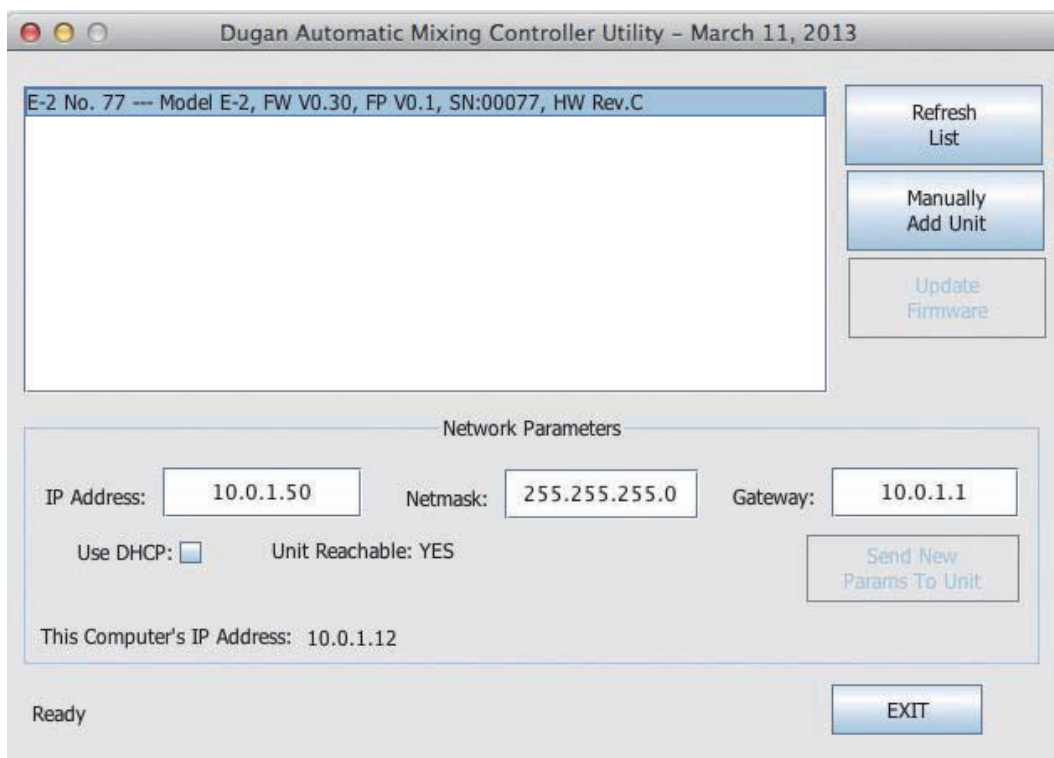 Dugan Automatic Mixing Controller Utility – March 11, 2013
E-2 No. 77 --- Model E-2, FW V0.30, FP V0.1, SN:00077, HW Rev.C
Refresh
List
Manually
Add Unit
Update
Firmware
Network Parameters
IP Address: 10.0.1.50 Netmask: 255.255.255.0 Gateway: 10.0.1.1
Use DHCP: Unit Reachable: YES
Send New
Params To Unit
This Computer's IP Address: 10.0.1.12
Ready
EXIT